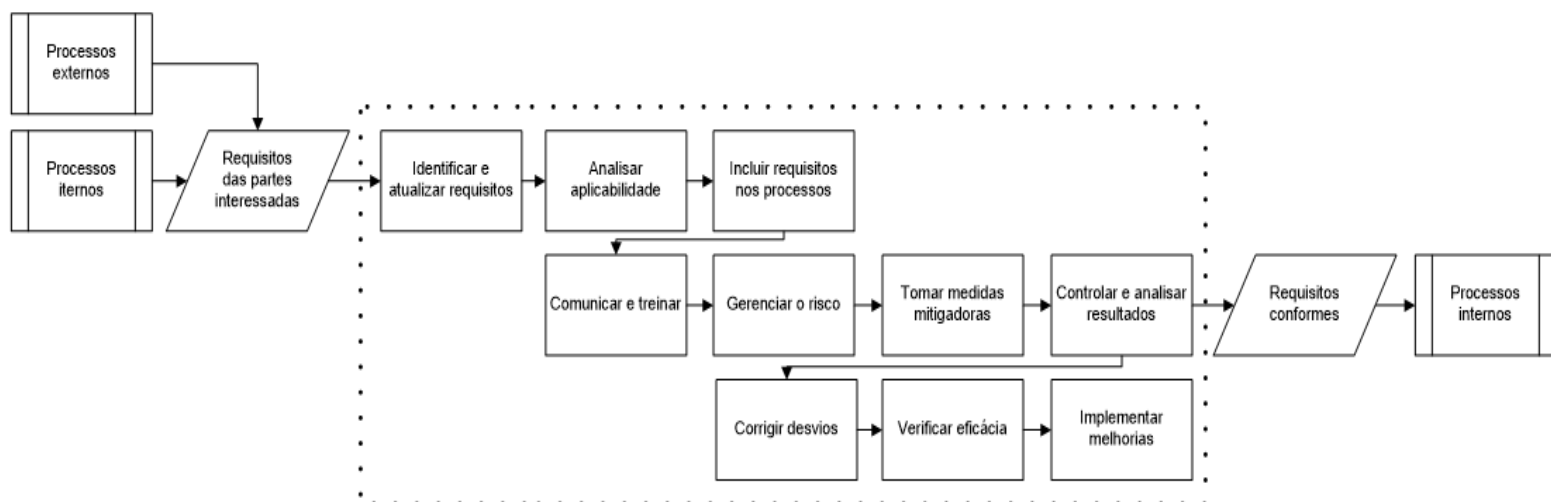 Processos
externos
Processos
iternos
Requisitos
das partes
interessadas
Identificar e
atualizar requisitos
Analisar
aplicabilidade
Incluir requisitos
nos processos
Comunicar e treinar
Gerenciar o risco
Tomar medidas
mitigadoras
Controlar e analisar
resultados
Requisitos
conformes
Processos
internos
Corrigir desvios
Verificar eficácia
Implementar
melhorias